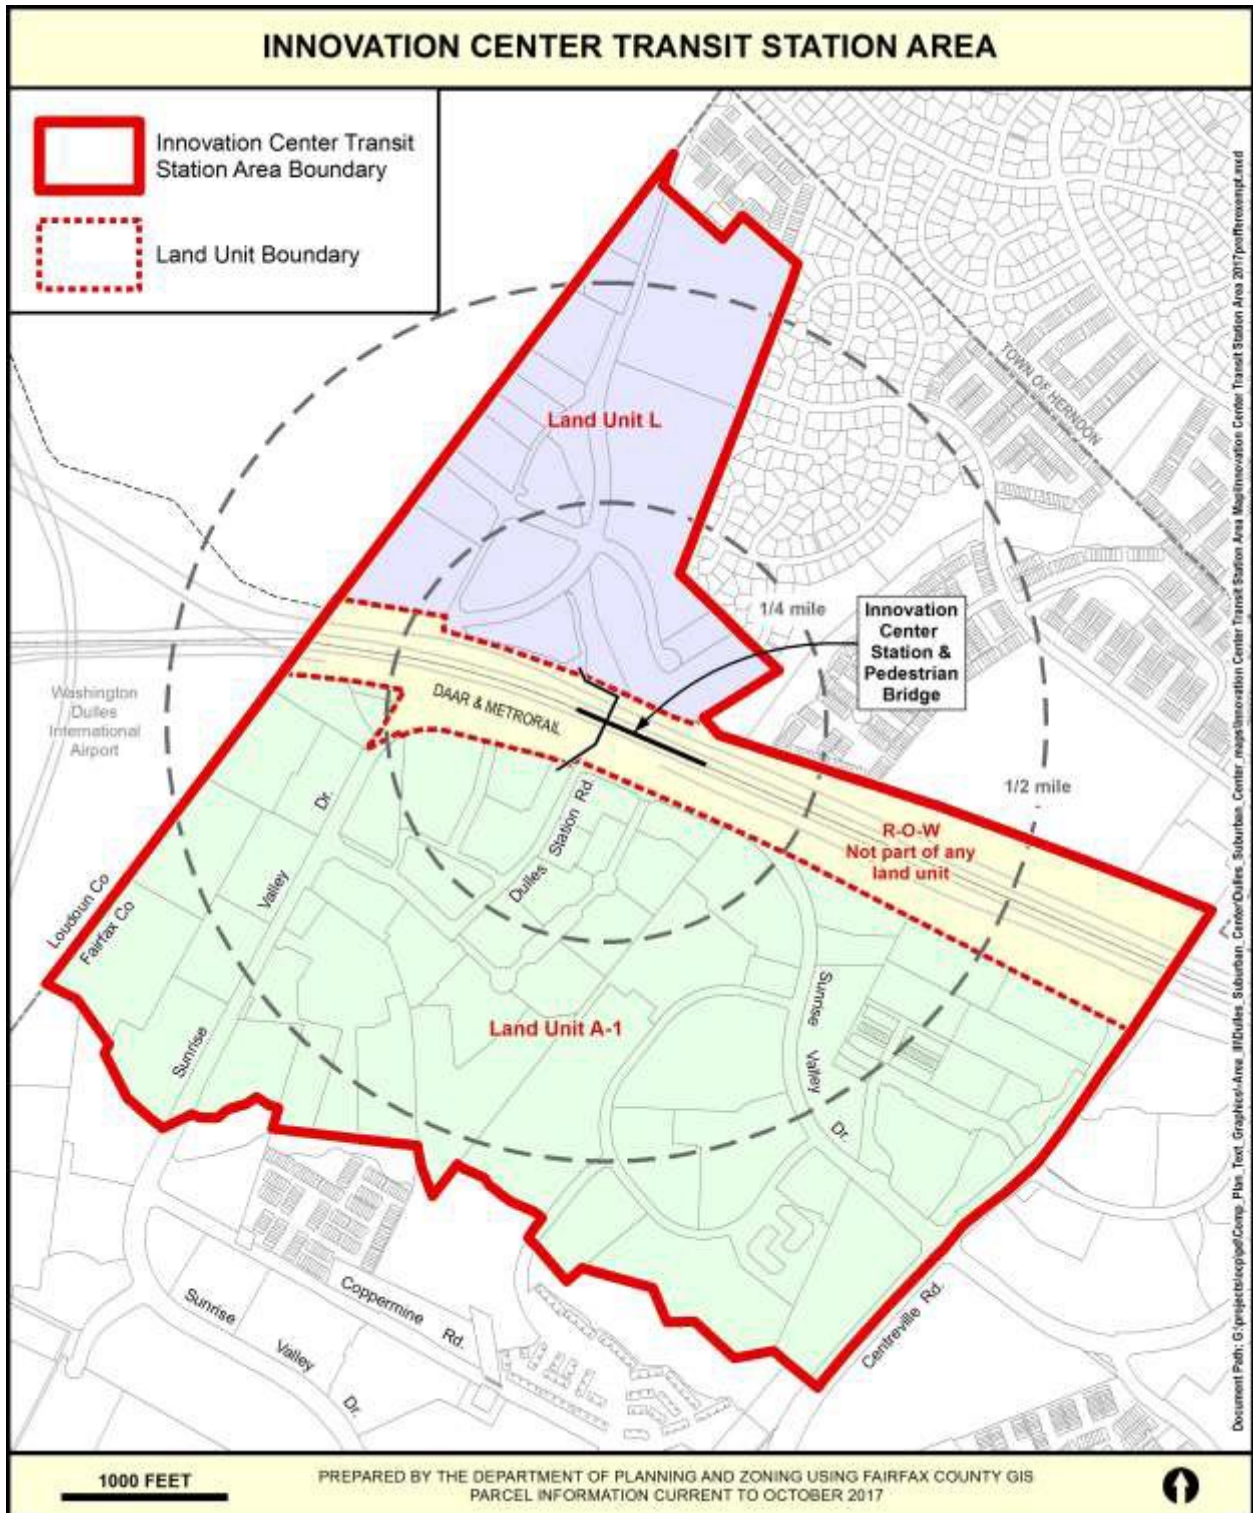 INNOVATION CENTER TRANSIT STATION AREA
Innovation Center Transit
Station Area Boundary
Land Unit Boundary
TOWN OF HERNDON
Land Unit L
1/4 mile
Innovation
Center
Station &
Pedestrian
Bridge
Washington
Dulles
International
Airport
DAAR & METRORAIL
1/2 mile
R-O-W
Not part of any
land unit
Dulles Station Rd.
Loudoun Co
Fairfax Co
Sunrise Valley Dr.
Land Unit A-1
Sunrise Valley Dr.
Coppermine Rd.
Sunrise Valley Dr.
Centreville Rd.
1000 FEET
PREPARED BY THE DEPARTMENT OF PLANNING AND ZONING USING FAIRFAX COUNTY GIS
PARCEL INFORMATION CURRENT TO OCTOBER 2017